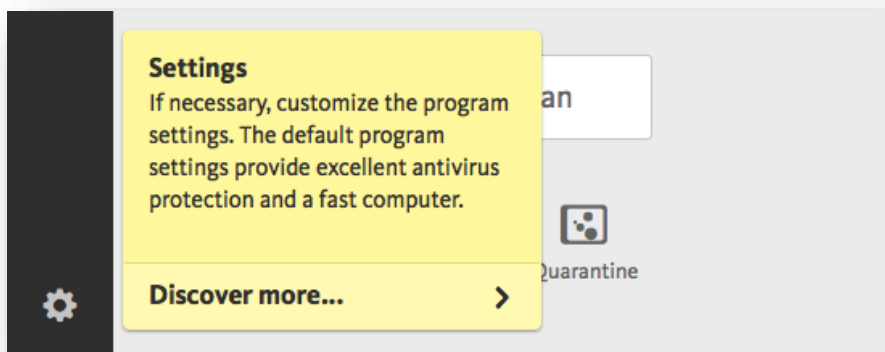 Settings
If necessary, customize the program
settings. The default program
settings provide excellent antivirus
protection and a fast computer.
Discover more...
an
Quarantine